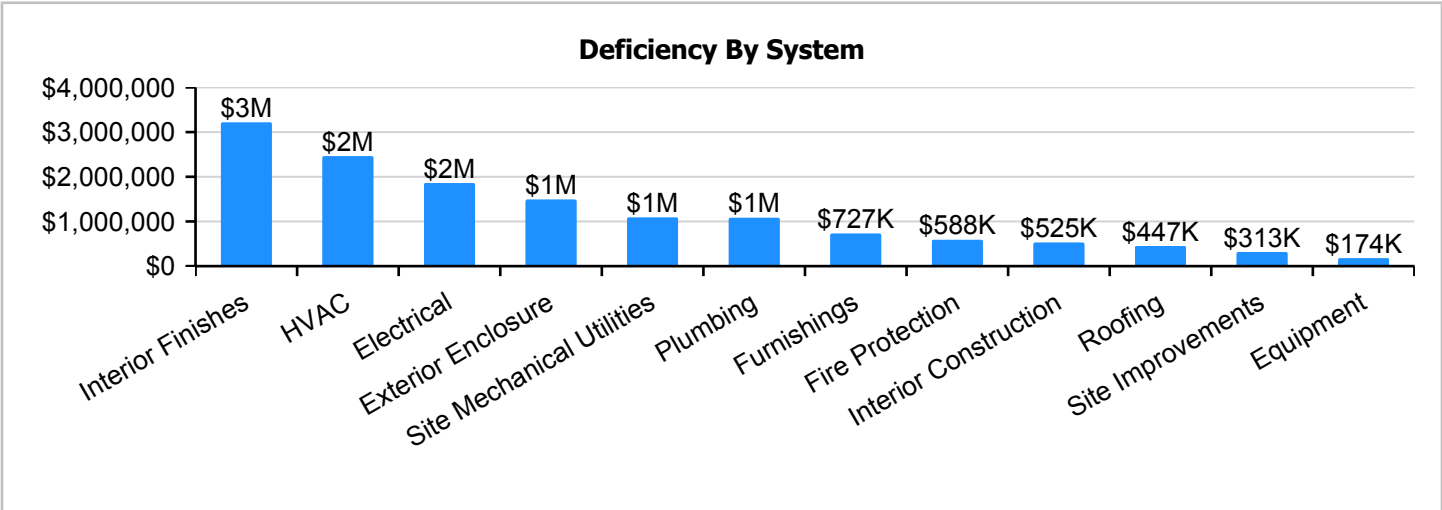 Deficiency By System
$4,000,000
$3,000,000
$2,000,000
$1,000,000
$0
$3M
$2M
$2M
$1M
$1M
$1M
$727K
$588K
$525K
$447K
$313K
$174K
Interior Finishes
HVAC
Electrical
Exterior Enclosure
Site Mechanical Utilities
Plumbing
Furnishings
Fire Protection
Interior Construction
Roofing
Site Improvements
Equipment